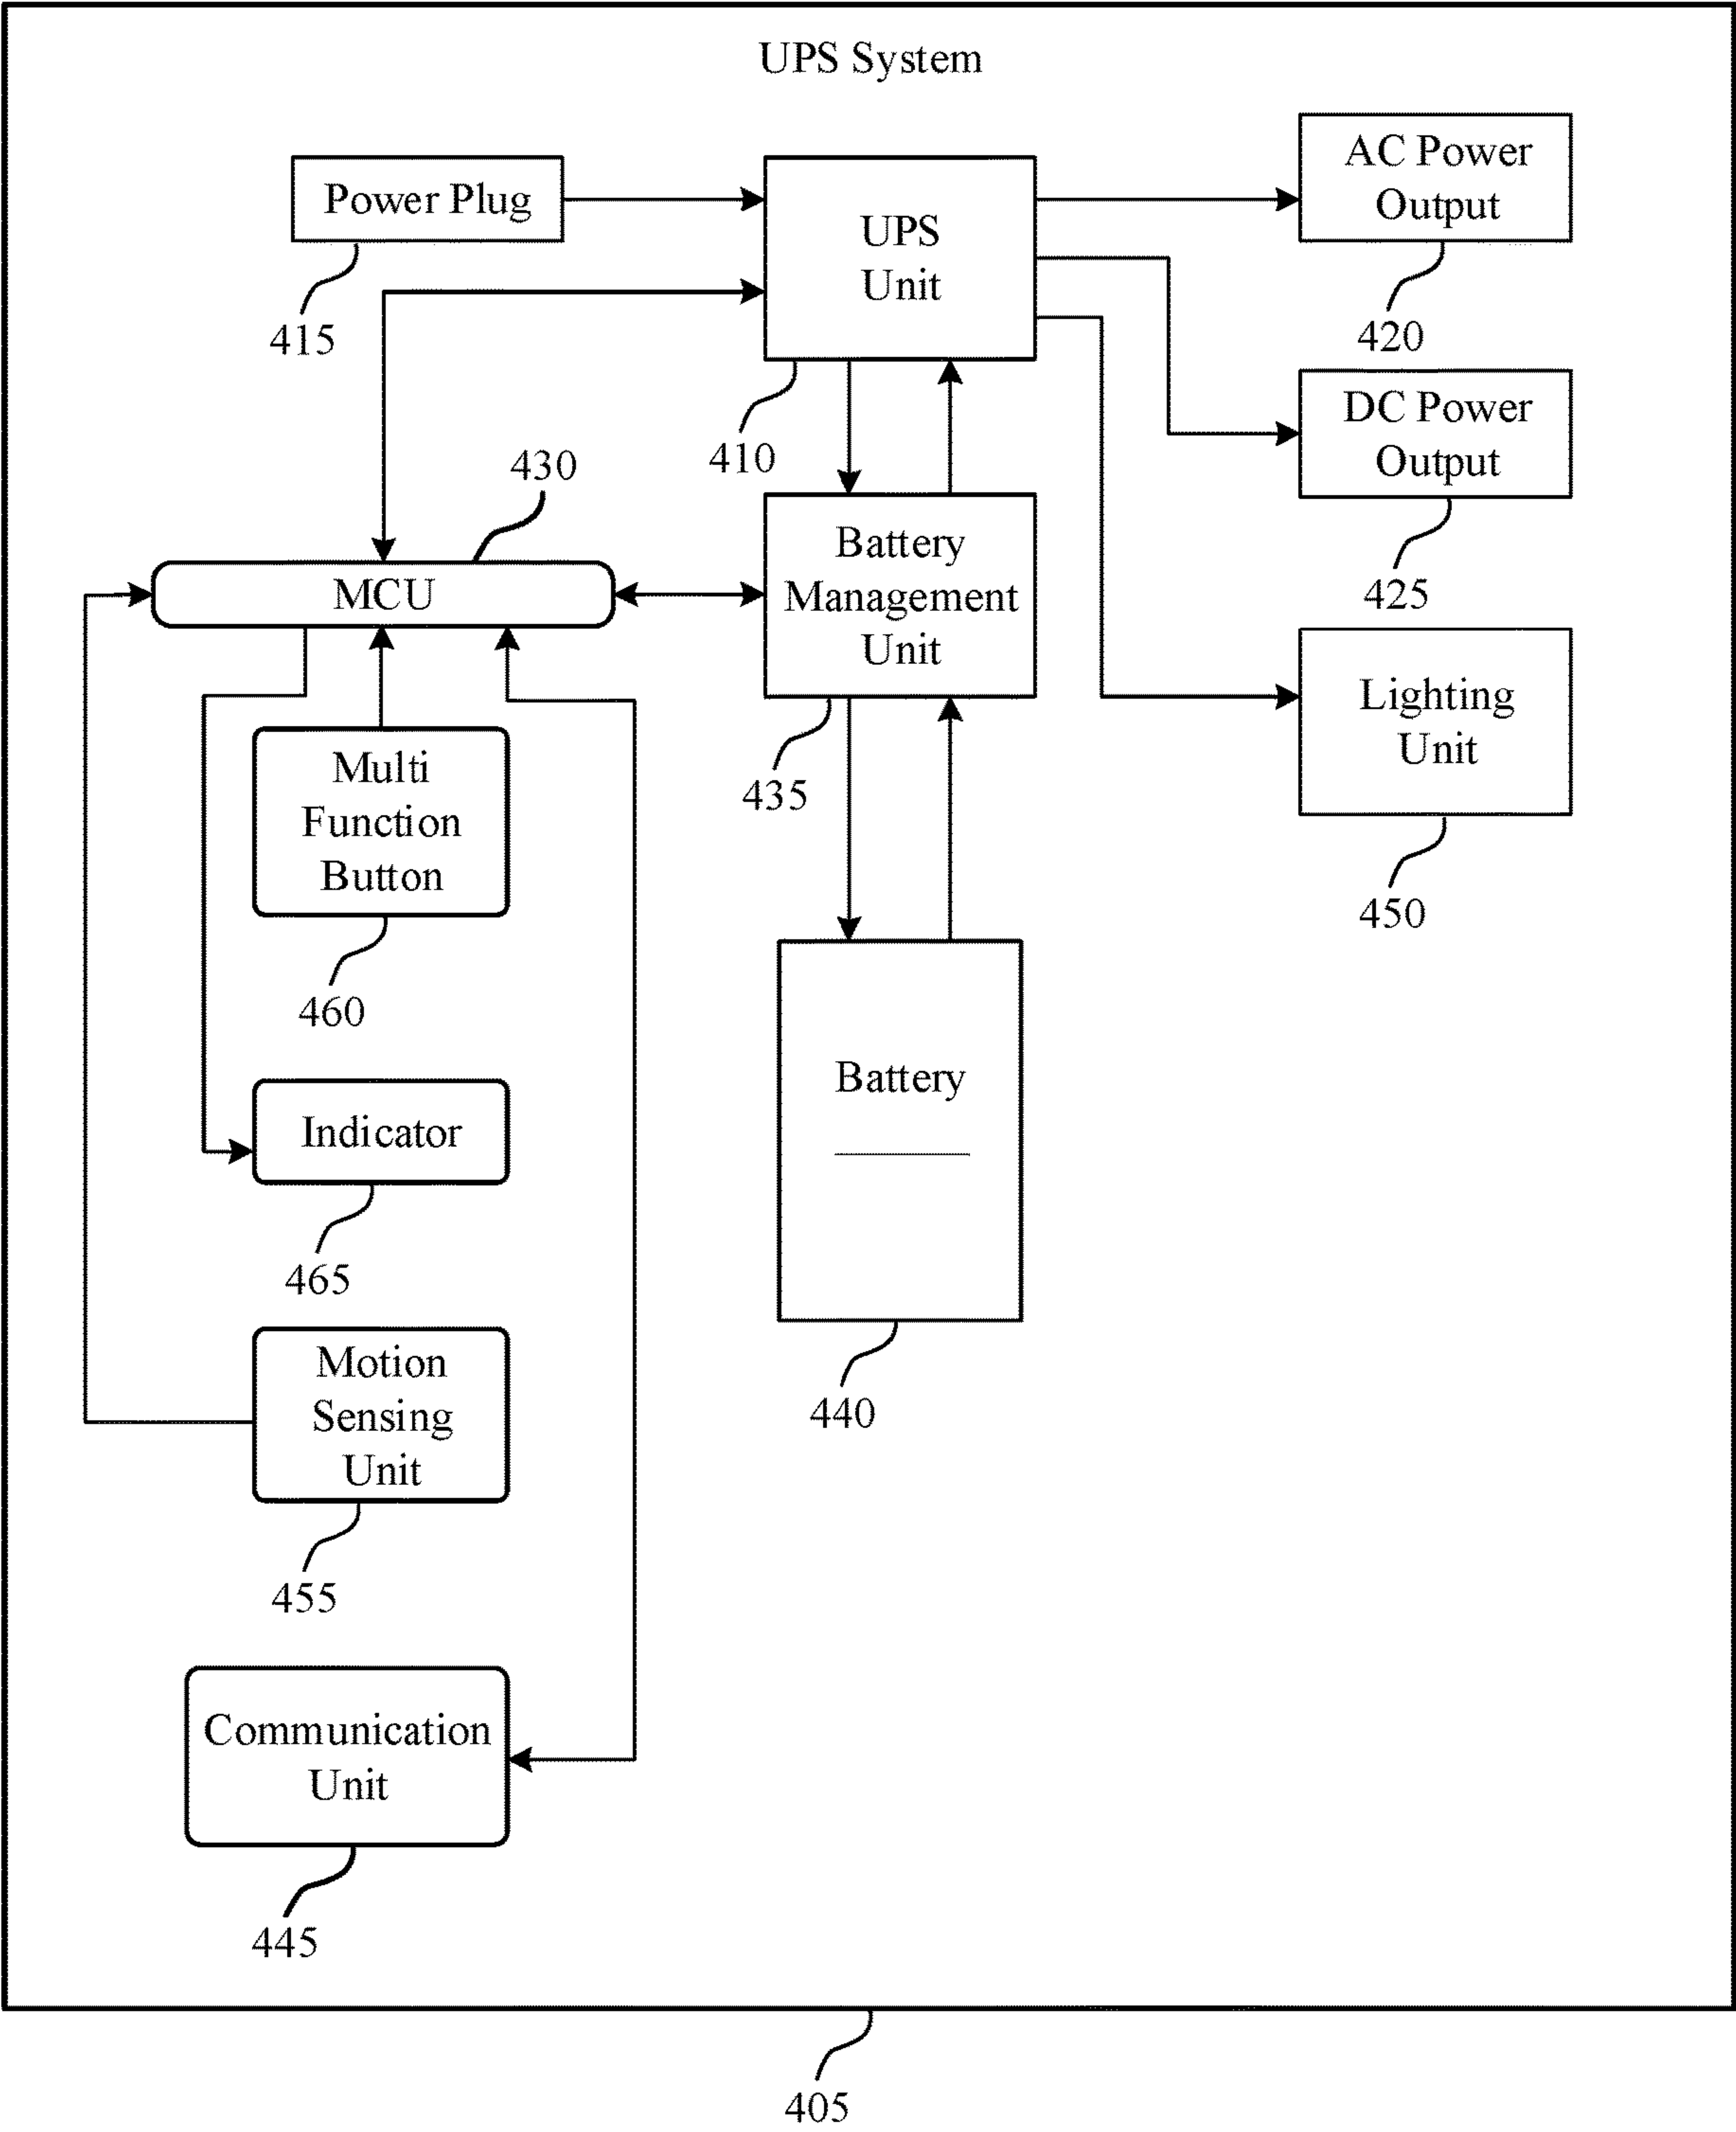 UPS System
Power Plug
415
UPS
Unit
410
AC Power
Output
420
DC Power
Output
425
430
MCU
Battery
Management
Unit
435
Lighting
Unit
450
Multi
Function
Button
460
Battery
440
Indicator
465
Motion
Sensing
Unit
455
Communication
Unit
445
405